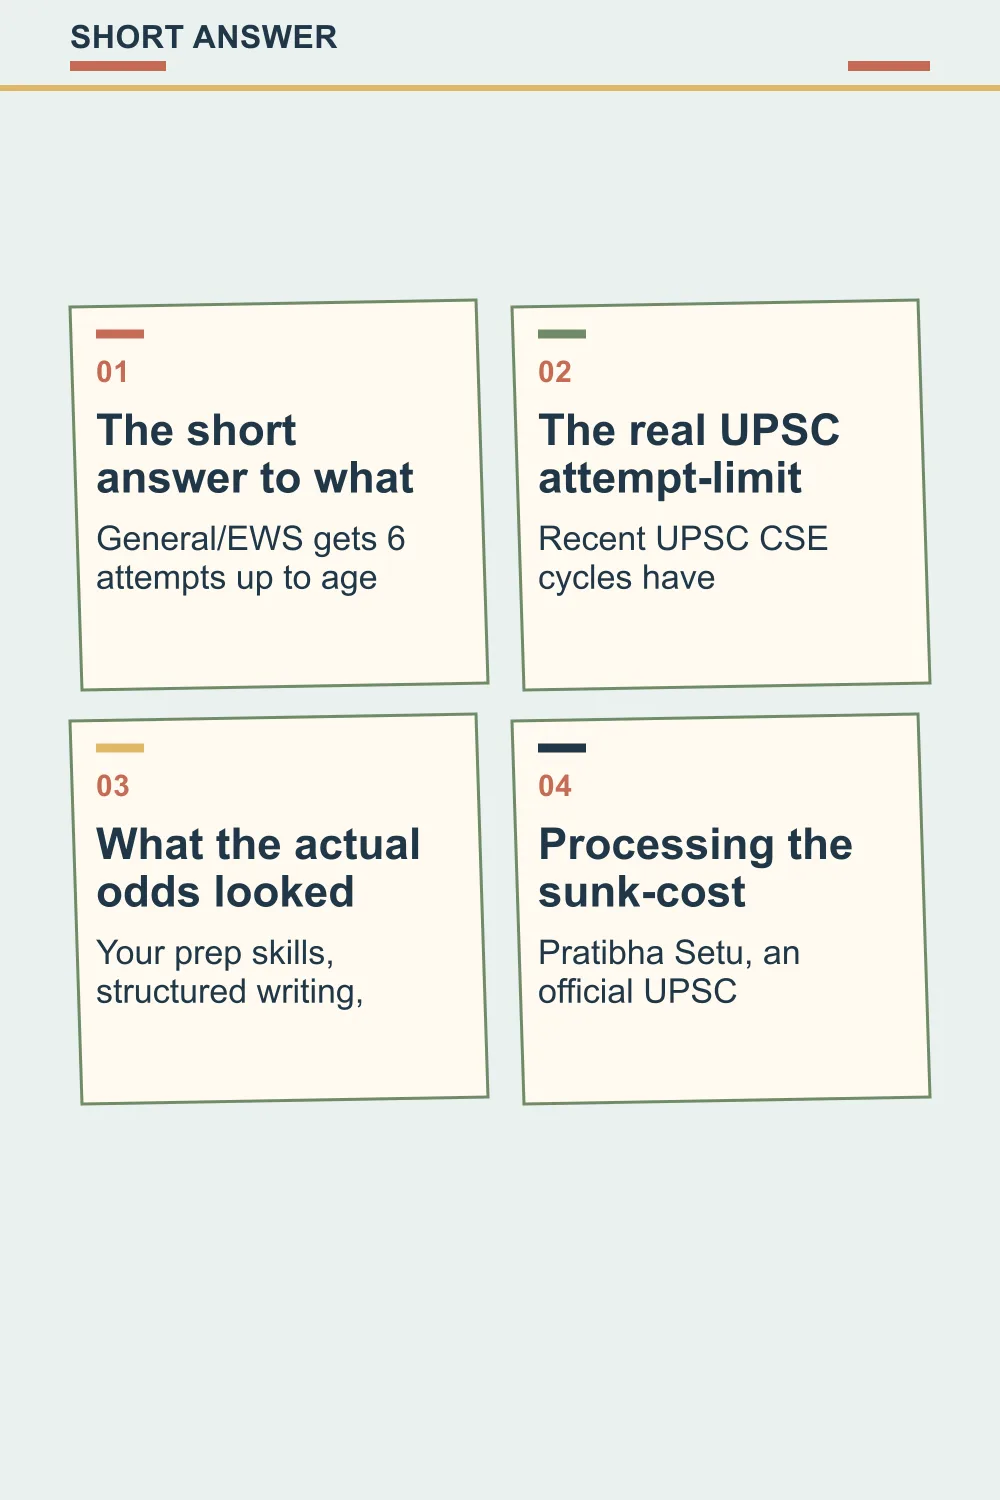 SHORT ANSWER
01
The short
answer to what
General/EWS gets 6
attempts up to age
02
The real UPSC
attempt-limit
Recent UPSC CSE
cycles have
03
What the actual
odds looked
Your prep skills,
structured writing,
04
Processing the
sunk-cost
Pratibha Setu, an
official UPSC